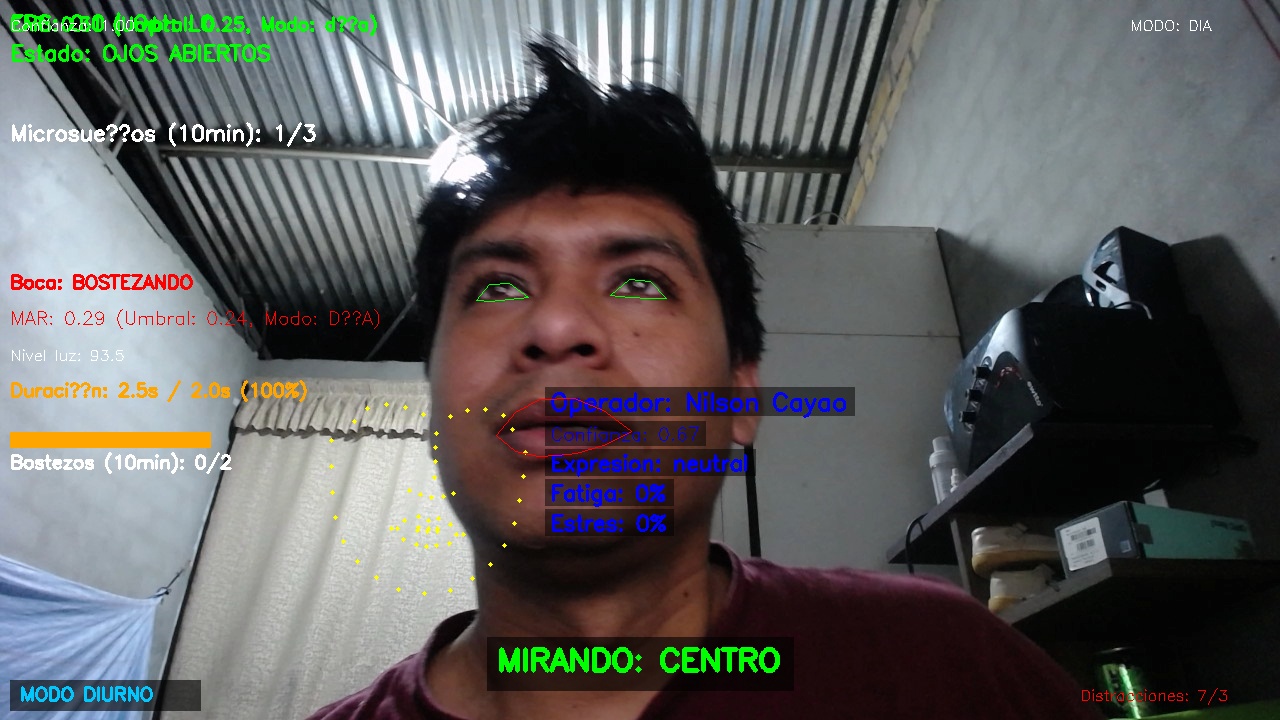 MODO: DIA
Estado: OJOS ABIERTOS
Microsue??os (10min): 1/3
Boca: BOSTEZANDO
MAR: 0.29 (Umbral: 0.24, Modo: D??A)
Nivel luz: 93.5
Duraci??n: 2.5s / 2.0s (100%)
Operador: Nilson Cayao
Confianza: 0.67
Bostezos (10min): 0/2
Expresion: neutral
Fatiga: 0%
Estres: 0%
MIRANDO: CENTRO
MODO DIURNO
Distracciones: 7/3